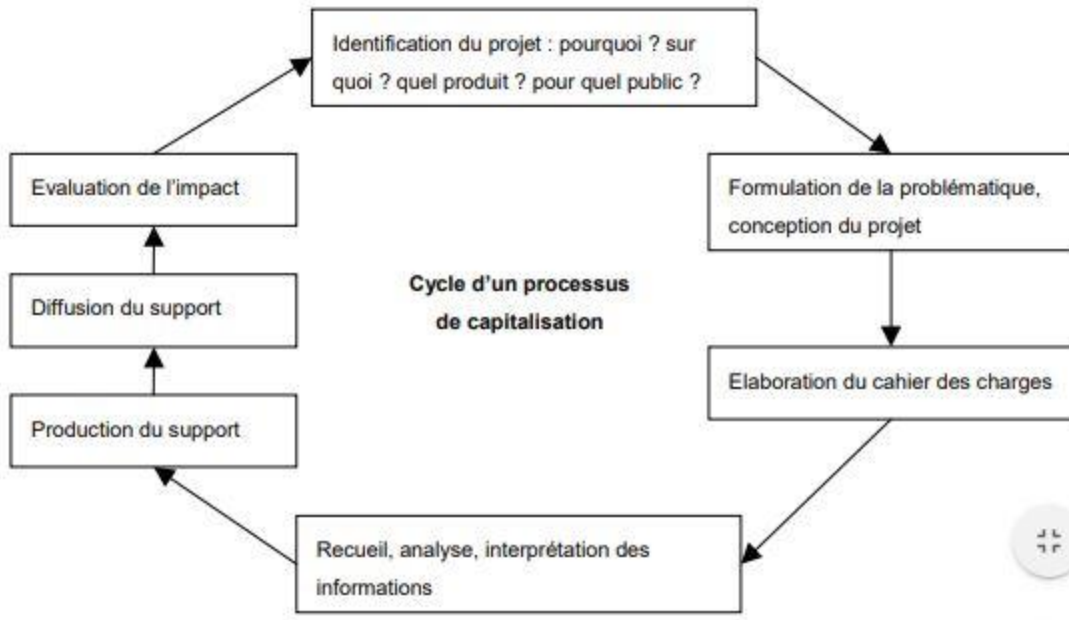 Identification du projet : pourquoi ? sur
quoi ? quel produit ? pour quel public ?
Evaluation de l'impact
Formulation de la problématique,
conception du projet
Diffusion du support
Cycle d'un processus
de capitalisation
Elaboration du cahier des charges
Production du support
Recueil, analyse, interprétation des
informations